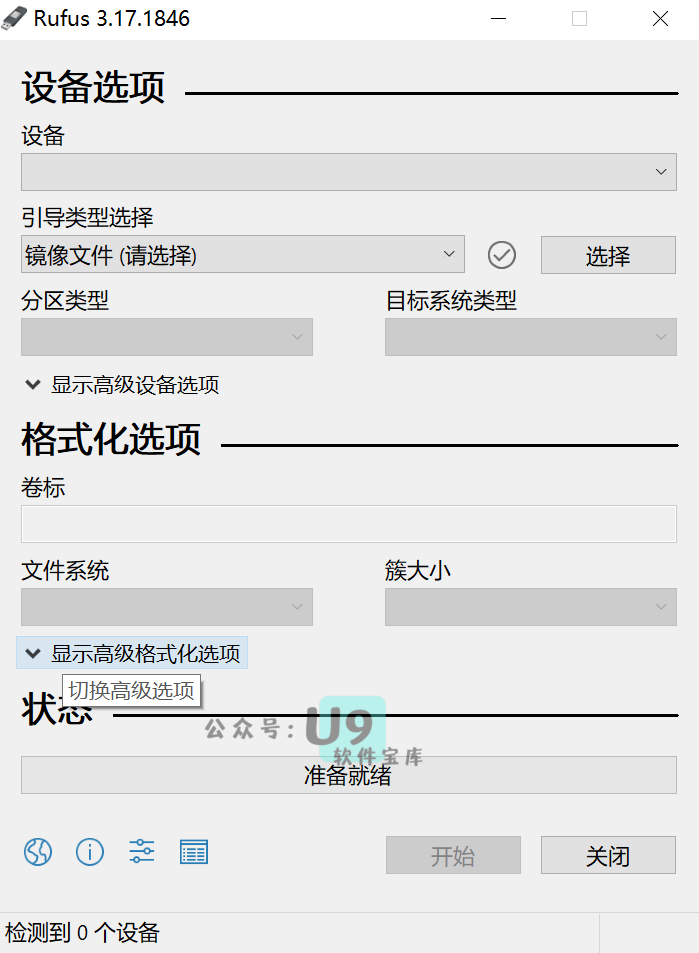 Rufus 3.17.1846
设备选项
设备
引导类型选择
镜像文件 (请选择)
选择
分区类型
目标系统类型
显示高级设备选项
格式化选项
卷标
文件系统
簇大小
显示高级格式化选项
切换高级选项
状态
公众号：U9
软件宝库
准备就绪
开始
关闭
检测到 0 个设备